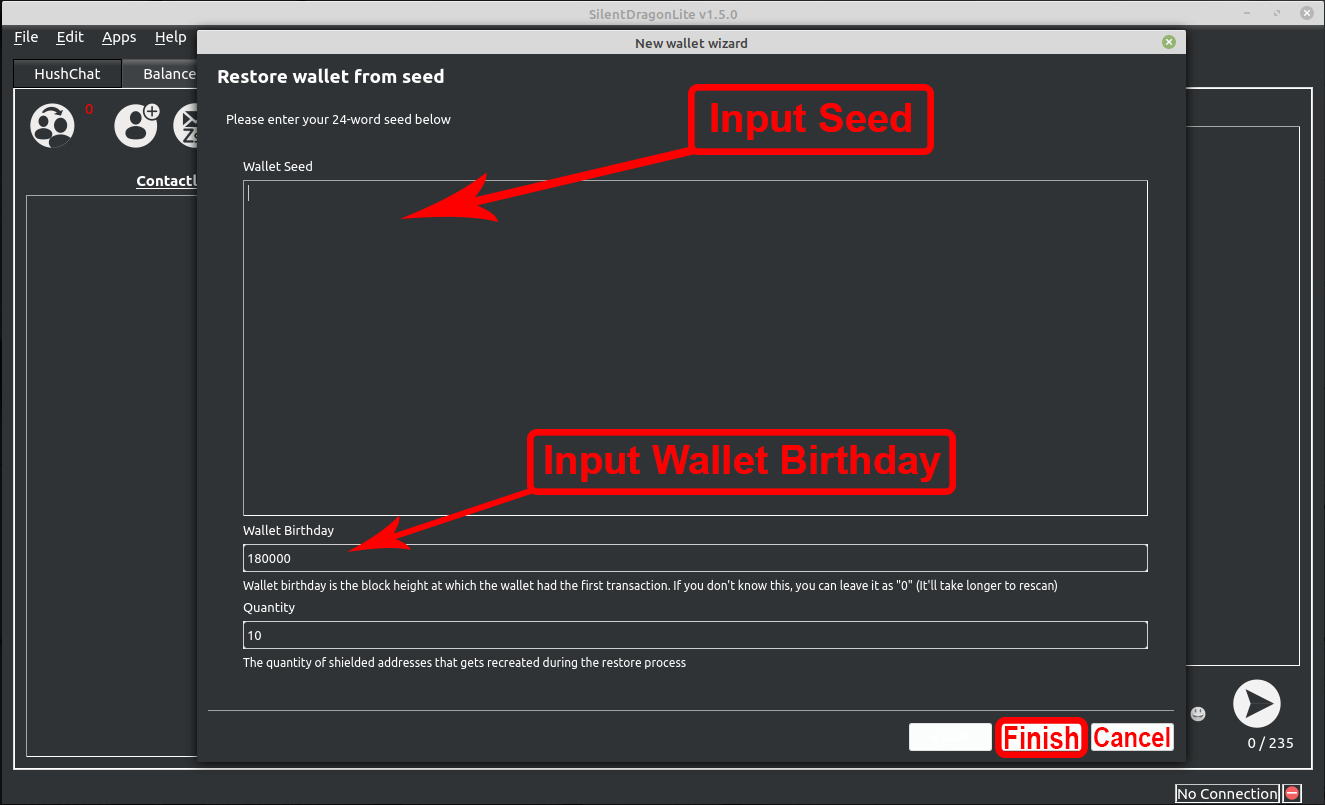 SilentDragonLite v1.5.0
File Edit Apps Help
New wallet wizard
HushChat Balance
Restore wallet from seed
0
Input Seed
Please enter your 24-word seed below
Wallet Seed
Contactl
Input Wallet Birthday
Wallet Birthday
180000
Wallet birthday is the block height at which the wallet had the first transaction. If you don't know this, you can leave it as "0" (It'll take longer to rescan)
Quantity
10
The quantity of shielded addresses that gets recreated during the restore process
Finish Cancel
0 / 235
No Connection